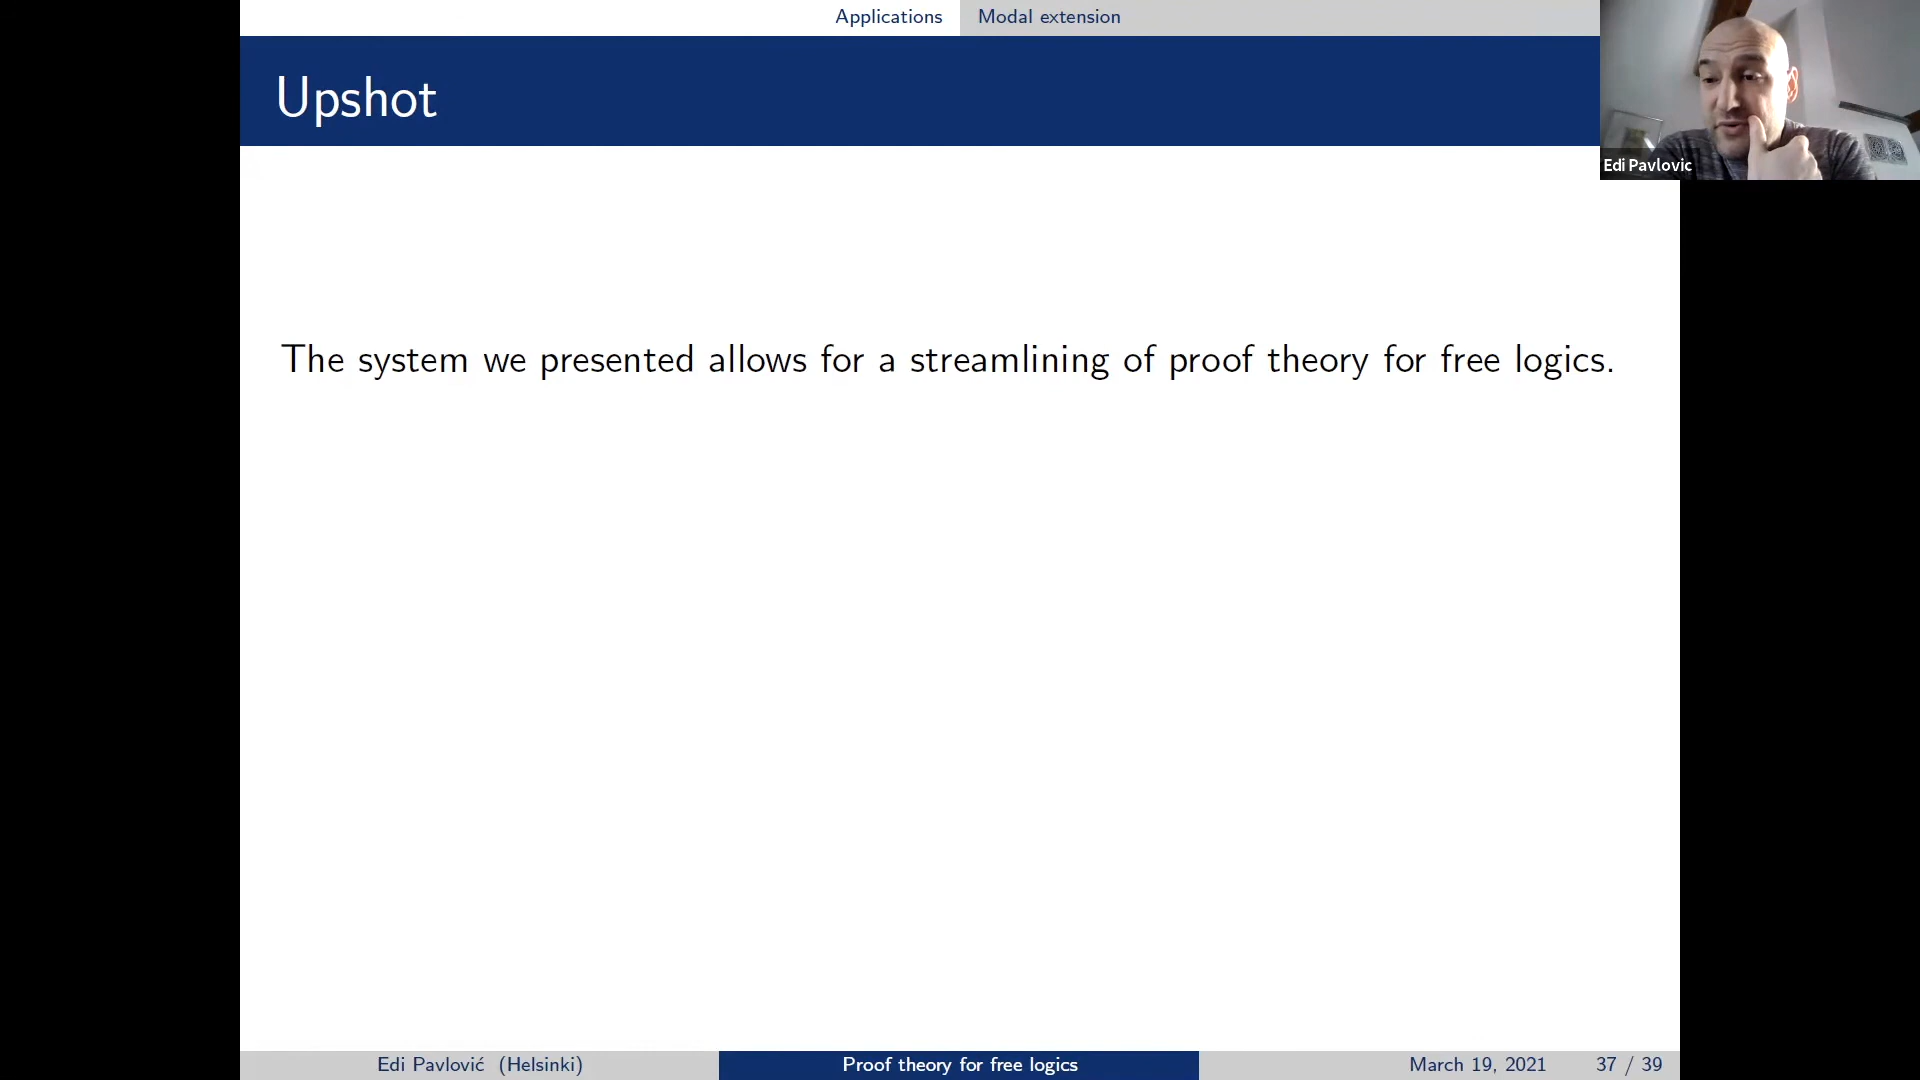 Applications Modal extension
Upshot
Edi Pavlovic
The system we presented allows for a streamlining of proof theory for free logics.
Edi Pavlović (Helsinki) Proof theory for free logics March 19, 2021 37 / 39